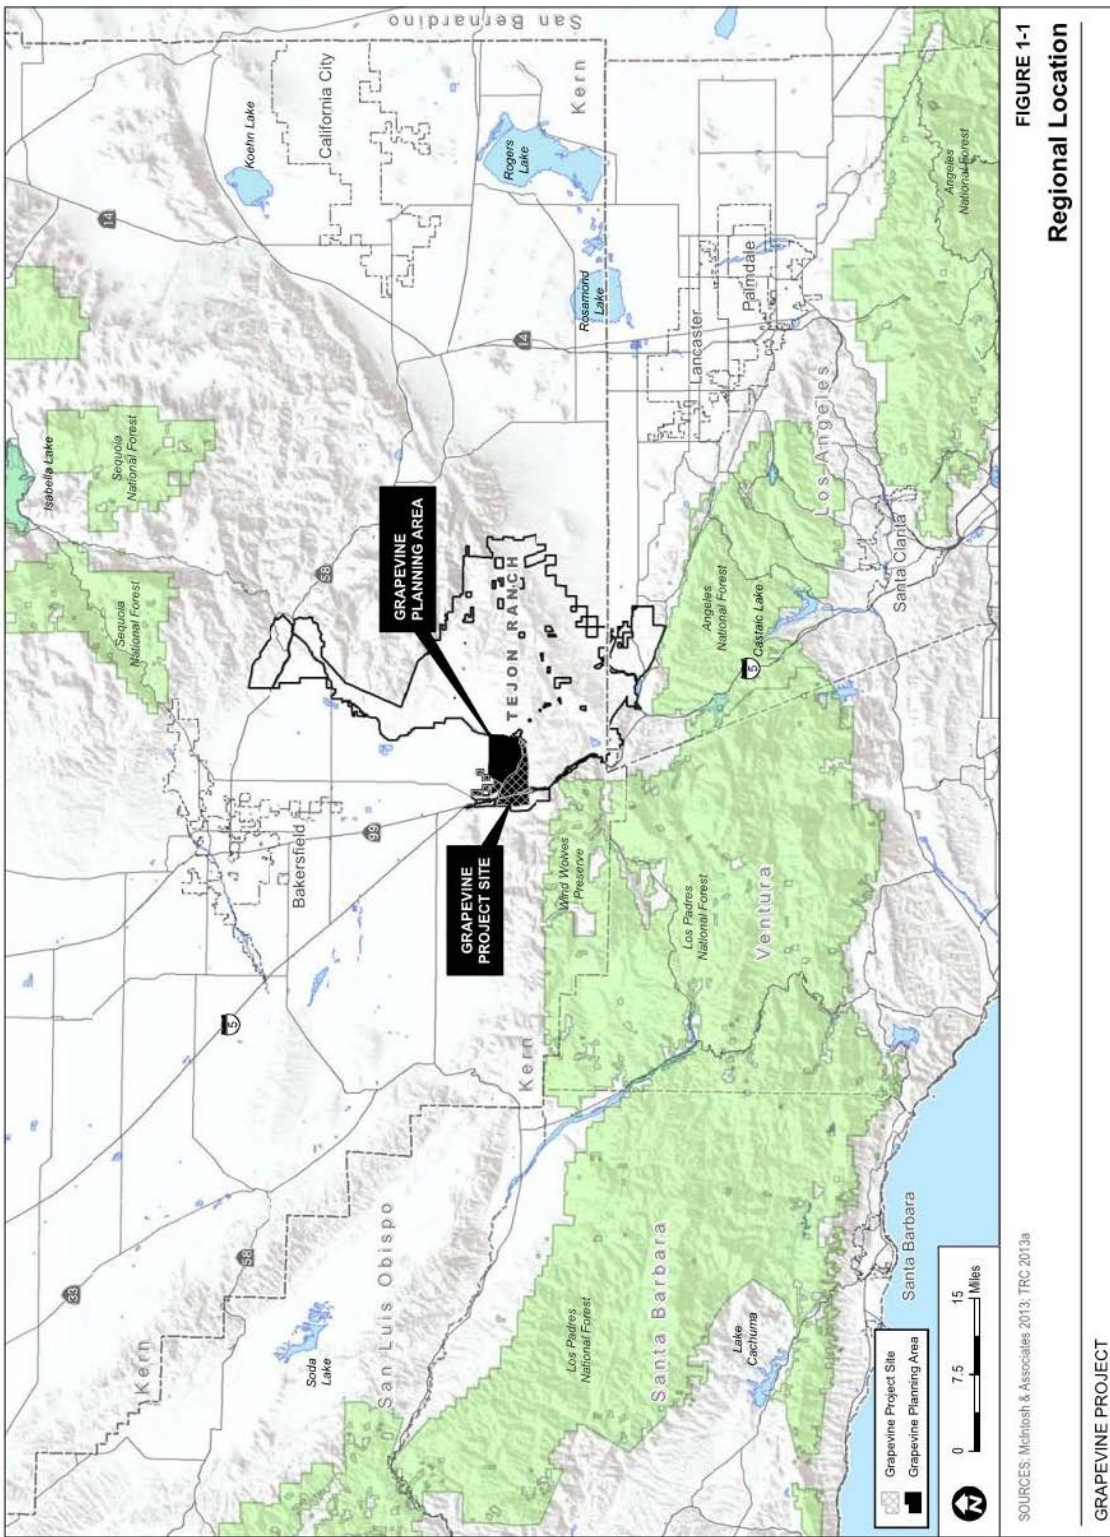 San Bernardino
Koehn Lake
California City
Kern
14
Rogers
Lake
Isabella Lake
Sequoia
National Forest
Sequoia
National Forest
58
Rosamond
Lake
14
Lancaster
Palmdale
Angeles
National Forest
GRAPEVINE
PLANNING AREA
TEJON RANCH
Los Angeles
Angeles
National Forest
Castaic Lake
Santa Clarita
5
Bakersfield
99
GRAPEVINE
PROJECT SITE
Wind Wolves
Preserve
Los Padres
National Forest
Ventura
5
Kern
33
58
Kern
San Luis Obispo
Soda
Lake
Los Padres
National Forest
Santa Barbara
Lake
Cachuma
Santa Barbara
Grapevine Project Site
Grapevine Planning Area
N
0 7.5 15
Miles
SOURCES: McIntosh & Associates 2013; TRC 2013a
FIGURE 1-1
Regional Location
GRAPEVINE PROJECT